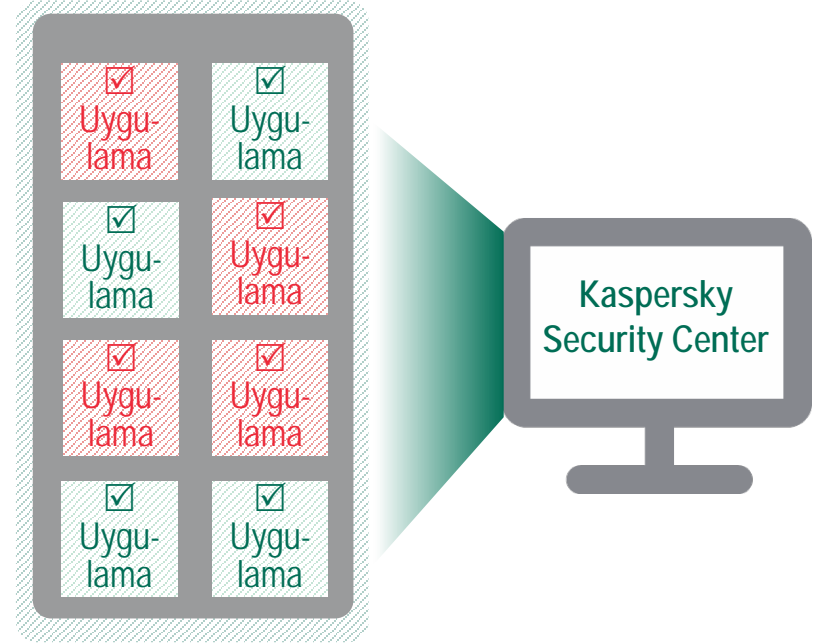 ☑
Uygu-
lama
☑
Uygu-
lama
☑
Uygu-
lama
☑
Uygu-
lama
☑
Uygu-
lama
☑
Uygu-
lama
☑
Uygu-
lama
☑
Uygu-
lama
Kaspersky
Security Center